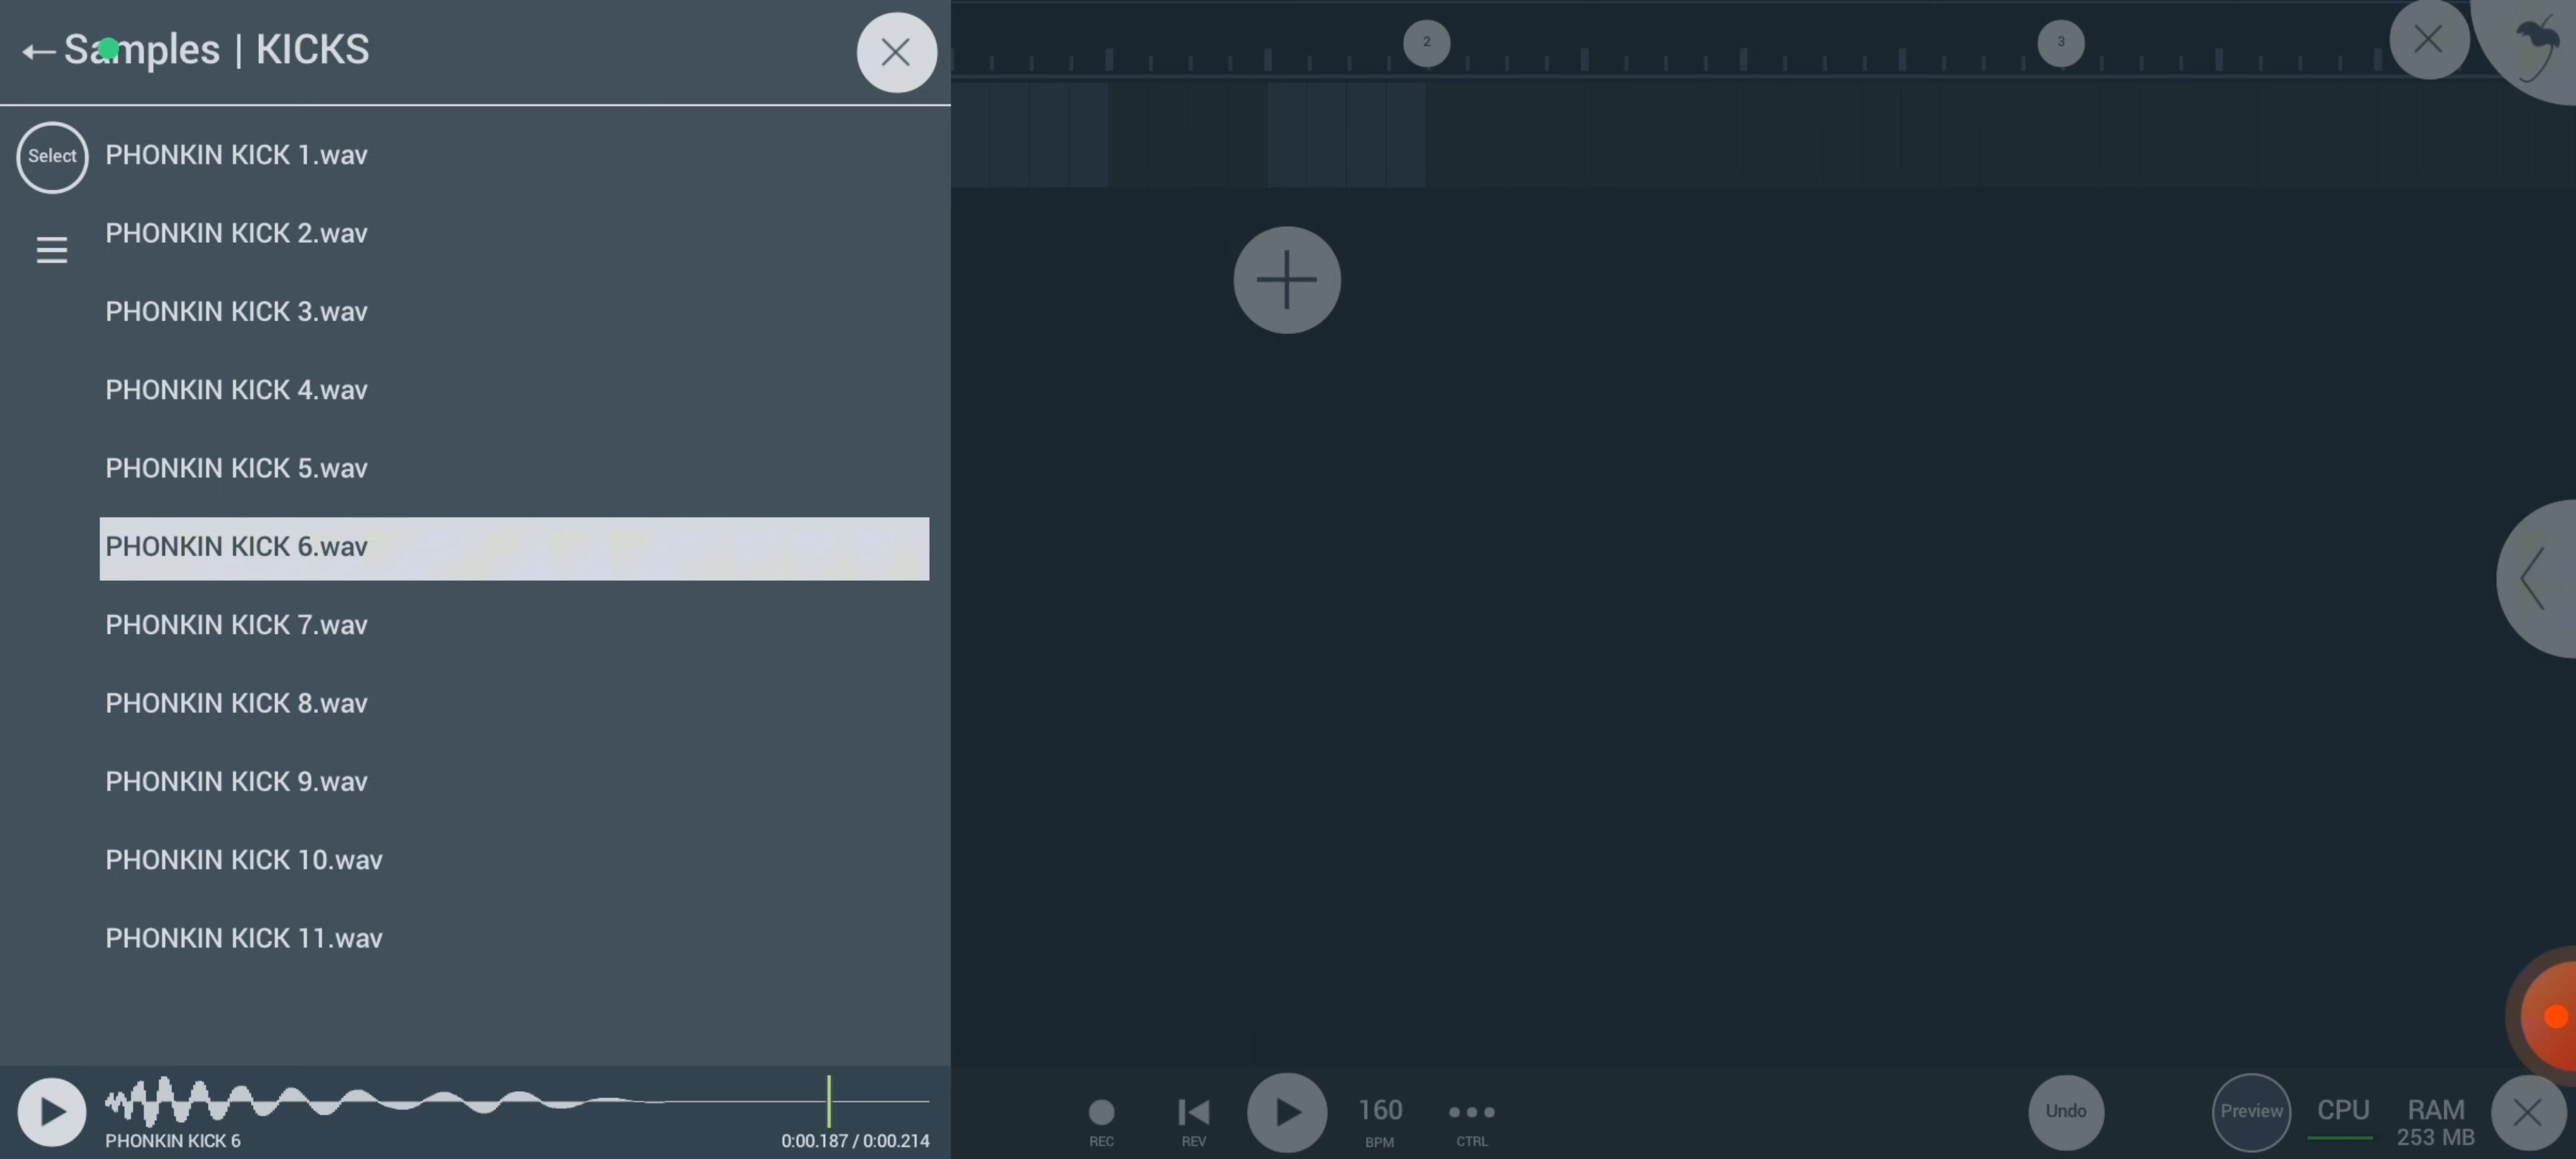 Samples | KICKS
Select
PHONKIN KICK 1.wav
PHONKIN KICK 2.wav
PHONKIN KICK 3.wav
PHONKIN KICK 4.wav
PHONKIN KICK 5.wav
PHONKIN KICK 6.wav
PHONKIN KICK 7.wav
PHONKIN KICK 8.wav
PHONKIN KICK 9.wav
PHONKIN KICK 10.wav
PHONKIN KICK 11.wav
PHONKIN KICK 6
0:00.187 / 0:00.214
2
3
REC
REV
160
BPM
CTRL
Undo
Preview
CPU
RAM
253 MB